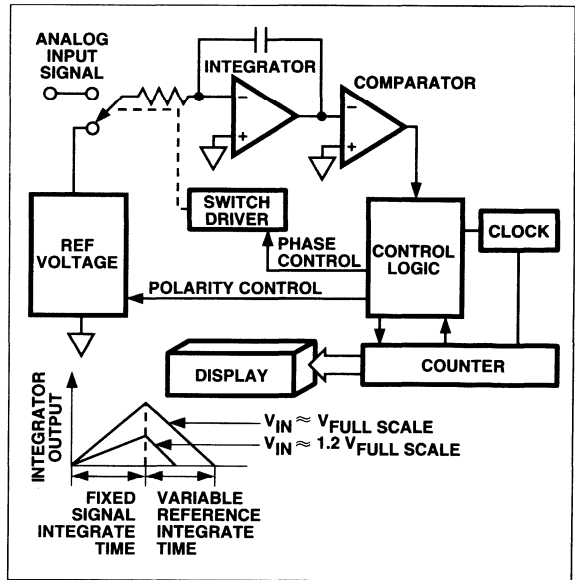 ANALOG
INPUT
SIGNAL
INTEGRATOR
COMPARATOR
−
+
−
+
SWITCH
DRIVER
REF
VOLTAGE
PHASE
CONTROL
CONTROL
LOGIC
CLOCK
POLARITY CONTROL
DISPLAY
COUNTER
INTEGRATOR
OUTPUT
VIN ≈ VFULL SCALE
VIN ≈ 1.2 VFULL SCALE
FIXED
SIGNAL
INTEGRATE
TIME
VARIABLE
REFERENCE
INTEGRATE
TIME